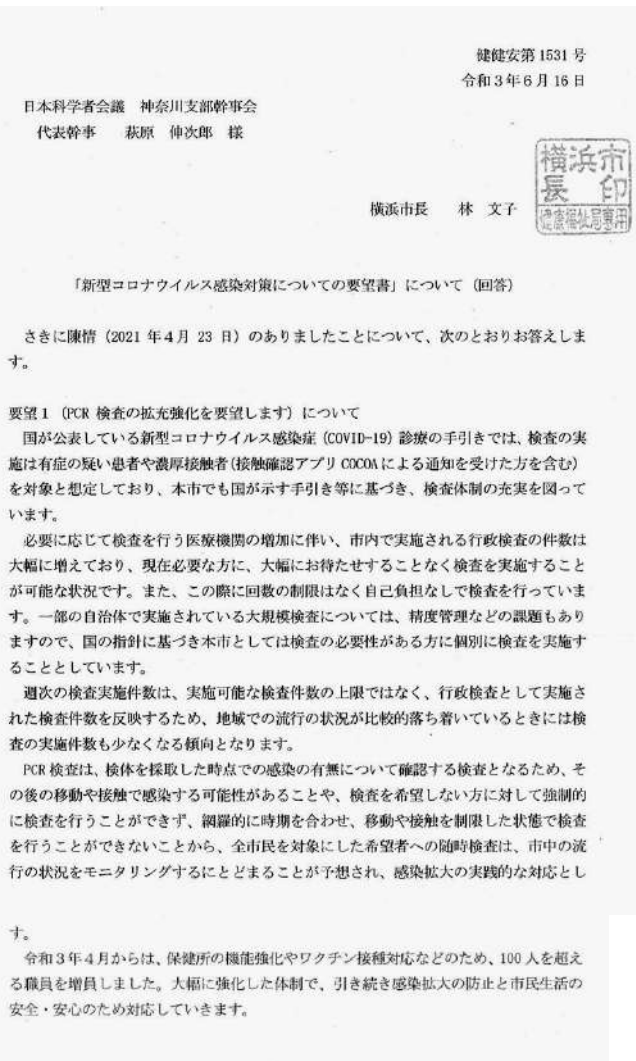 健健安第 1531 号
令和３年６月 16 日
日本科学者会議　神奈川支部幹事会
代表幹事　萩原　伸次郎　様
横浜市
長　印
健康福祉局専用
横浜市長　林　文子
「新型コロナウイルス感染対策についての要望書」について（回答）
さきに陳情（2021 年４月 23 日）のありましたことについて、次のとおりお答えしま
す。
要望１（PCR 検査の拡充強化を要望します）について
国が公表している新型コロナウイルス感染症（COVID-19）診療の手引きでは、検査の実
施は有症の疑い患者や濃厚接触者(接触確認アプリ COCOA による通知を受けた方を含む)
を対象と想定しており、本市でも国が示す手引き等に基づき、検査体制の充実を図って
います。
必要に応じて検査を行う医療機関の増加に伴い、市内で実施される行政検査の件数は
大幅に増えており、現在必要な方に、大幅にお待たせすることなく検査を実施すること
が可能な状況です。また、この際に回数の制限はなく自己負担なしで検査を行っていま
す。一部の自治体で実施されている大規模検査については、精度管理などの課題もあり
ますので、国の指針に基づき本市としては検査の必要性がある方に個別に検査を実施す
ることとしています。
週次の検査実施件数は、実施可能な検査件数の上限ではなく、行政検査として実施さ
れた検査件数を反映するため、地域での流行の状況が比較的落ち着いているときには検
査の実施件数も少なくなる傾向となります。
PCR 検査は、検体を採取した時点での感染の有無について確認する検査となるため、そ
の後の移動や接触で感染する可能性があることや、検査を希望しない方に対して強制的
に検査を行うことができず、網羅的に時期を合わせ、移動や接触を制限した状態で検査
を行うことができないことから、全市民を対象にした希望者への随時検査は、市中の流
行の状況をモニタリングするにとどまることが予想され、感染拡大の実践的な対応とし
す。
令和３年４月からは、保健所の機能強化やワクチン接種対応などのため、100 人を超え
る職員を増員しました。大幅に強化した体制で、引き続き感染拡大の防止と市民生活の
安全・安心のため対応していきます。